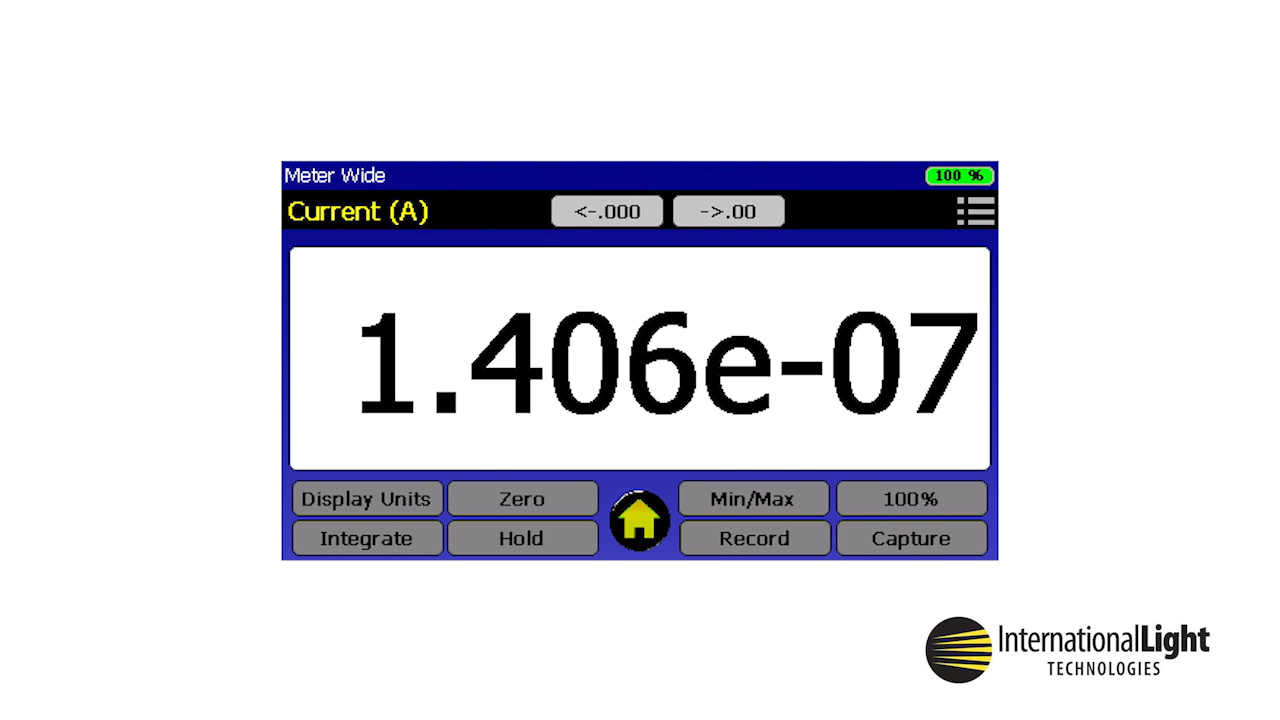 Meter Wide 100 %
Current (A) <-.000 ->.00
1.406e-07
Display Units Zero Min/Max 100%
Integrate Hold Record Capture
InternationalLight
TECHNOLOGIES